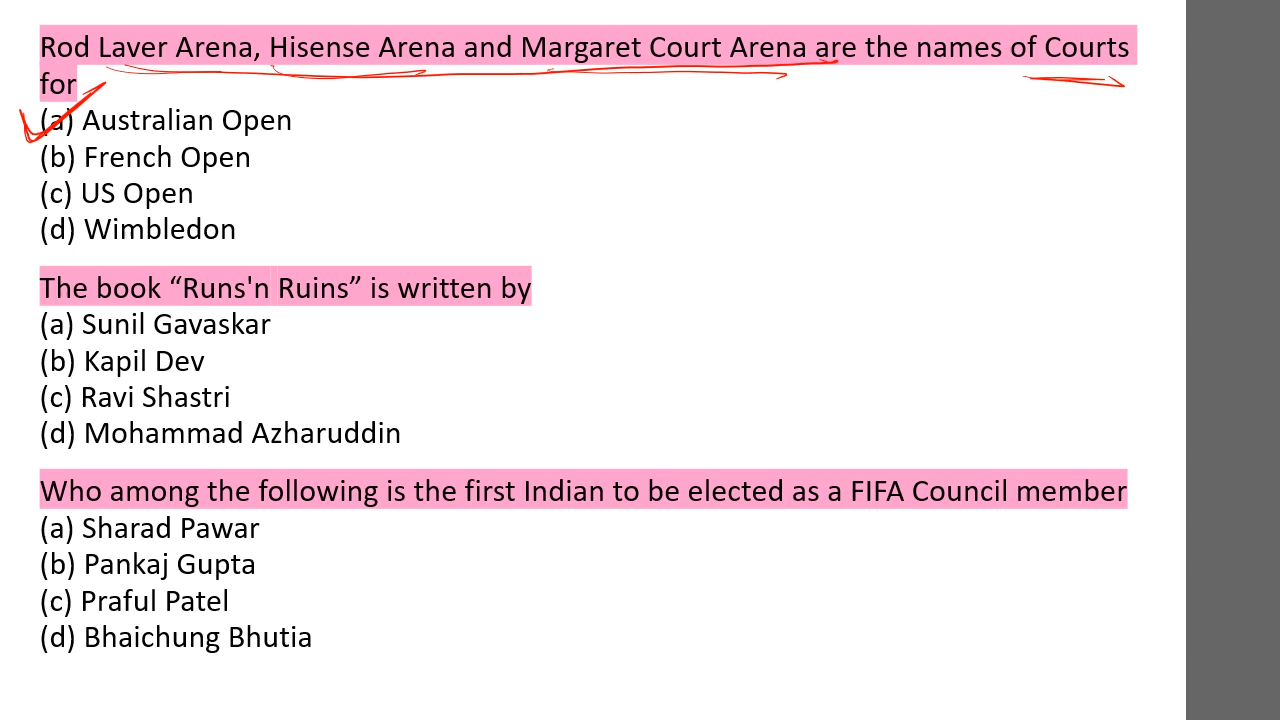 Rod Laver Arena, Hisense Arena and Margaret Court Arena are the names of Courts
for
(a) Australian Open
(b) French Open
(c) US Open
(d) Wimbledon
The book “Runs'n Ruins” is written by
(a) Sunil Gavaskar
(b) Kapil Dev
(c) Ravi Shastri
(d) Mohammad Azharuddin
Who among the following is the first Indian to be elected as a FIFA Council member
(a) Sharad Pawar
(b) Pankaj Gupta
(c) Praful Patel
(d) Bhaichung Bhutia